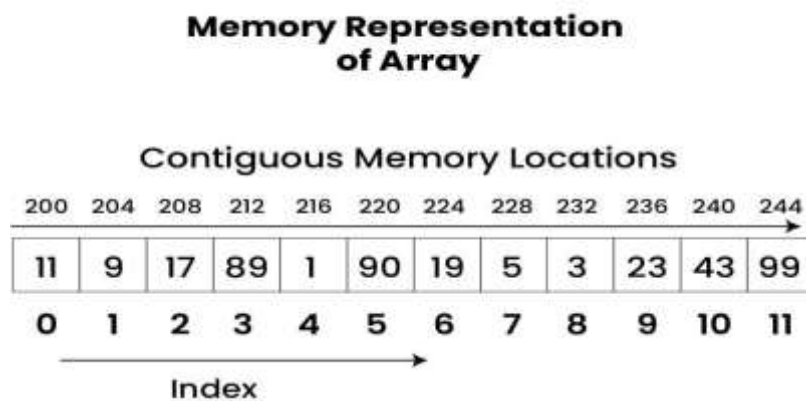 Memory Representation
of Array
Contiguous Memory Locations
200 204 208 212 216 220 224 228 232 236 240 244
11 9 17 89 1 90 19 5 3 23 43 99
0 1 2 3 4 5 6 7 8 9 10 11
Index